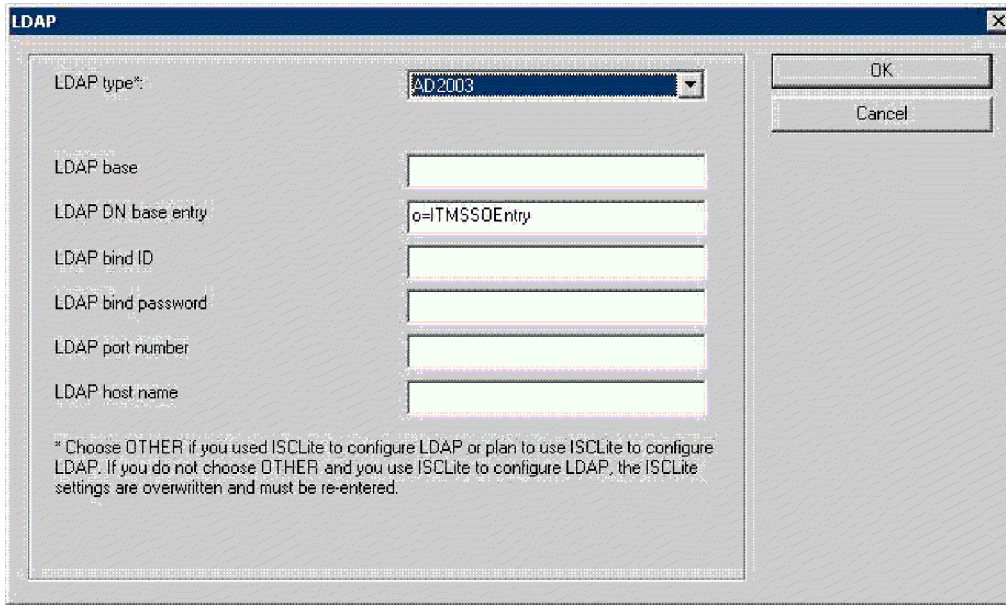 LDAP
LDAP type*:
AD2003
OK
Cancel
LDAP base
LDAP DN base entry
o=ITMSSOEntry
LDAP bind ID
LDAP bind password
LDAP port number
LDAP host name
* Choose OTHER if you used ISCLite to configure LDAP or plan to use ISCLite to configure
LDAP. If you do not choose OTHER and you use ISCLite to configure LDAP, the ISCLite
settings are overwritten and must be re-entered.